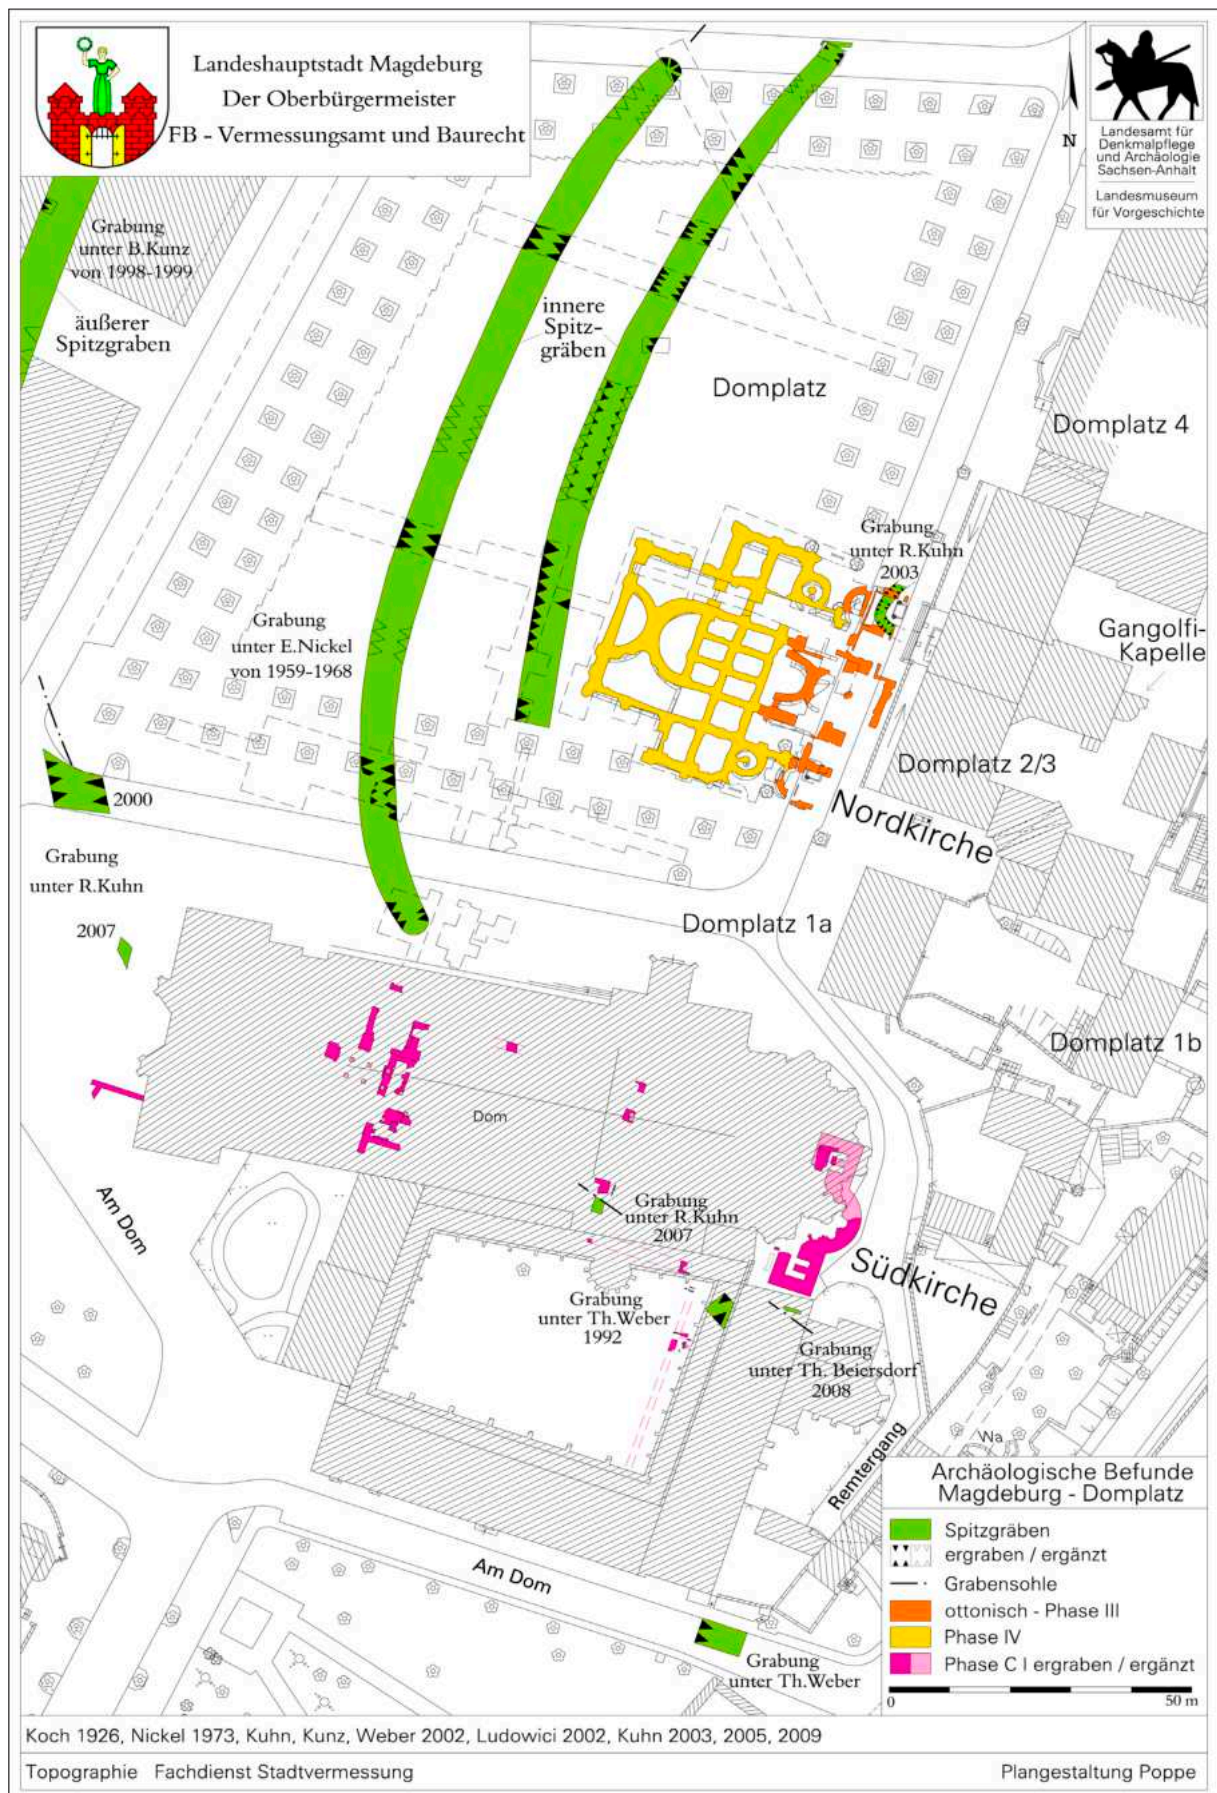 Landeshauptstadt Magdeburg
Der Oberbürgermeister
FB - Vermessungsamt und Baurecht
N
Landesamt für
Denkmalpflege
und Archäologie
Sachsen-Anhalt
Landesmuseum
für Vorgeschichte
Grabung
unter B.Kunz
von 1998-1999
äußerer
Spitzgraben
innere
Spitz-
gräben
Domplatz
Domplatz 4
Grabung
unter R.Kuhn
2003
Grabung
unter E.Nickel
von 1959-1968
Gangolfi-
Kapelle
Domplatz 2/3
Nordkirche
2000
Grabung
unter R.Kuhn
2007
Domplatz 1a
Domplatz 1b
Dom
Am Dom
Grabung
unter R.Kuhn
2007
Südkirche
Grabung
unter Th.Weber
1992
Grabung
unter Th. Beiersdorf
2008
Remtergang
Wa
Am Dom
Grabung
unter Th.Weber
Archäologische Befunde
Magdeburg - Domplatz
Spitzgräben
ergraben / ergänzt
Grabensohle
ottonisch - Phase III
Phase IV
Phase C I ergraben / ergänzt
0 50 m
Koch 1926, Nickel 1973, Kuhn, Kunz, Weber 2002, Ludowici 2002, Kuhn 2003, 2005, 2009
Topographie Fachdienst Stadtvermessung
Plangestaltung Poppe